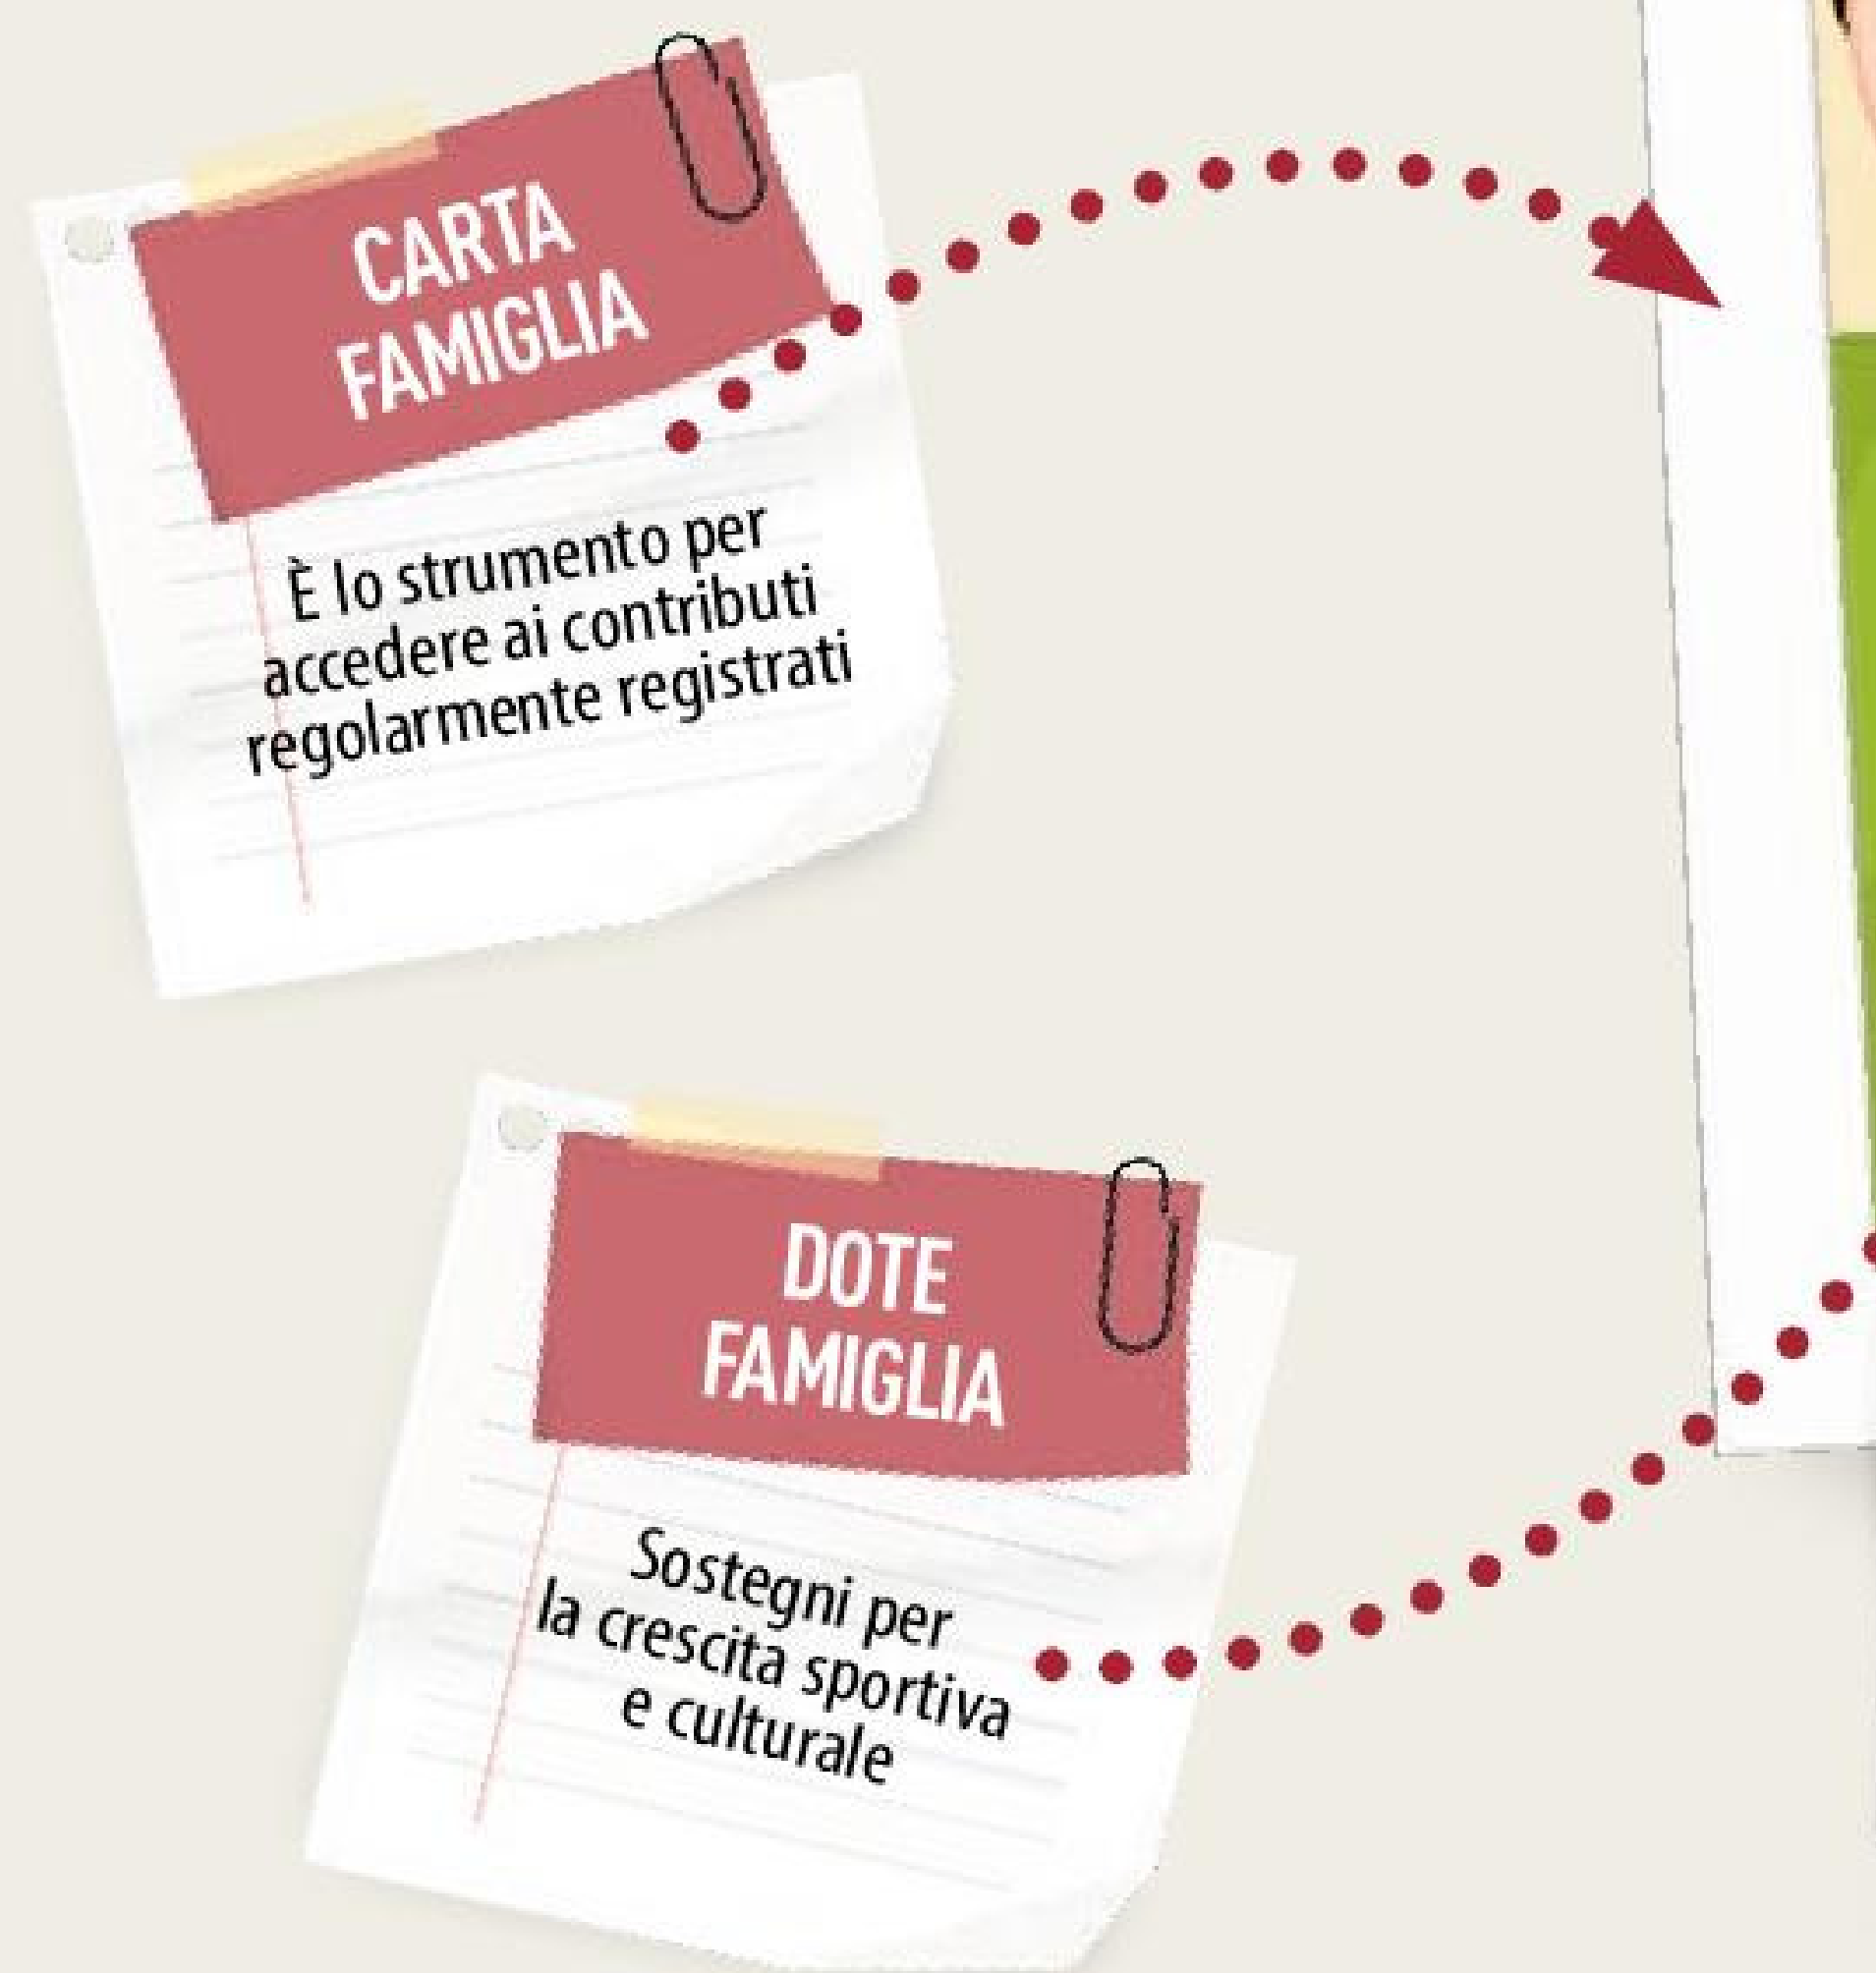 CARTA
FAMIGLIA
È lo strumento per
accedere ai contributi
regolarmente registrati
DOTE
FAMIGLIA
Sostegni per
la crescita sportiva
e culturale